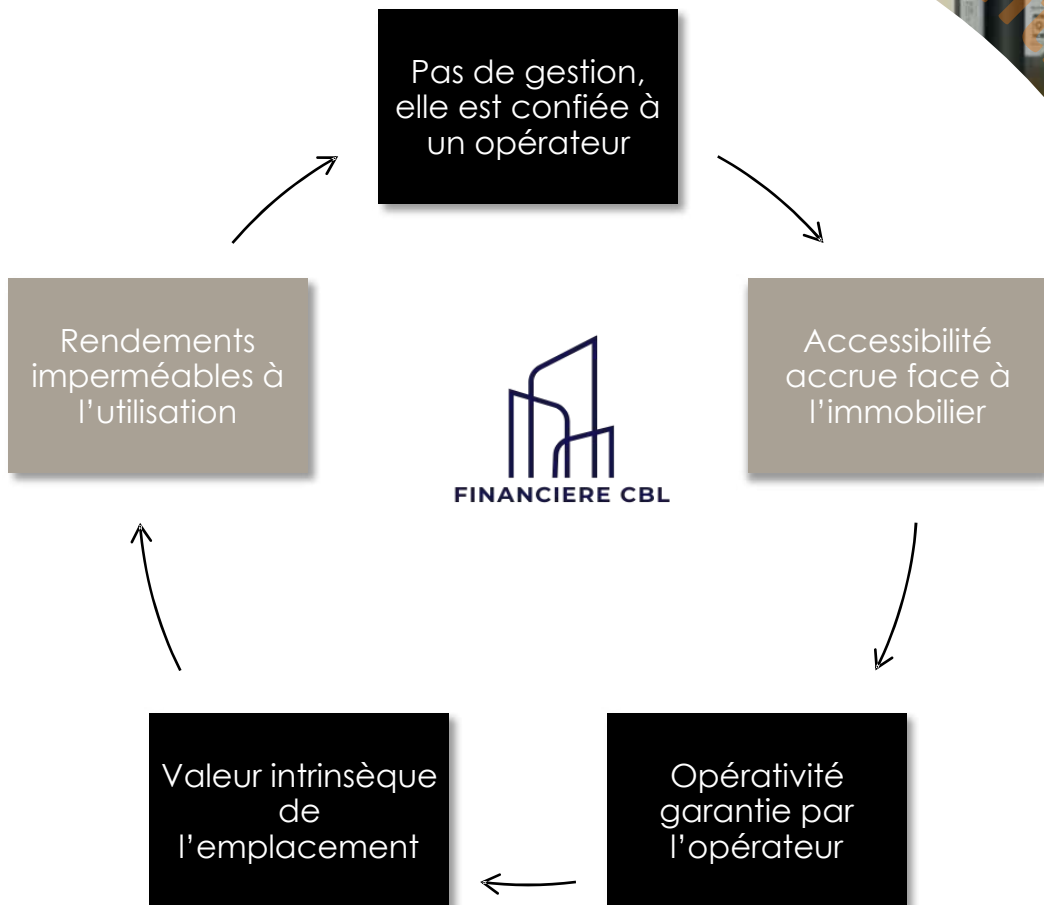 Pas de gestion,
elle est confiée à
un opérateur
Accessibilité
accrue face à
l'immobilier
Opérativité
garantie par
l'opérateur
Valeur intrinsèque
de
l'emplacement
Rendements
imperméables à
l'utilisation
FINANCIERE CBL